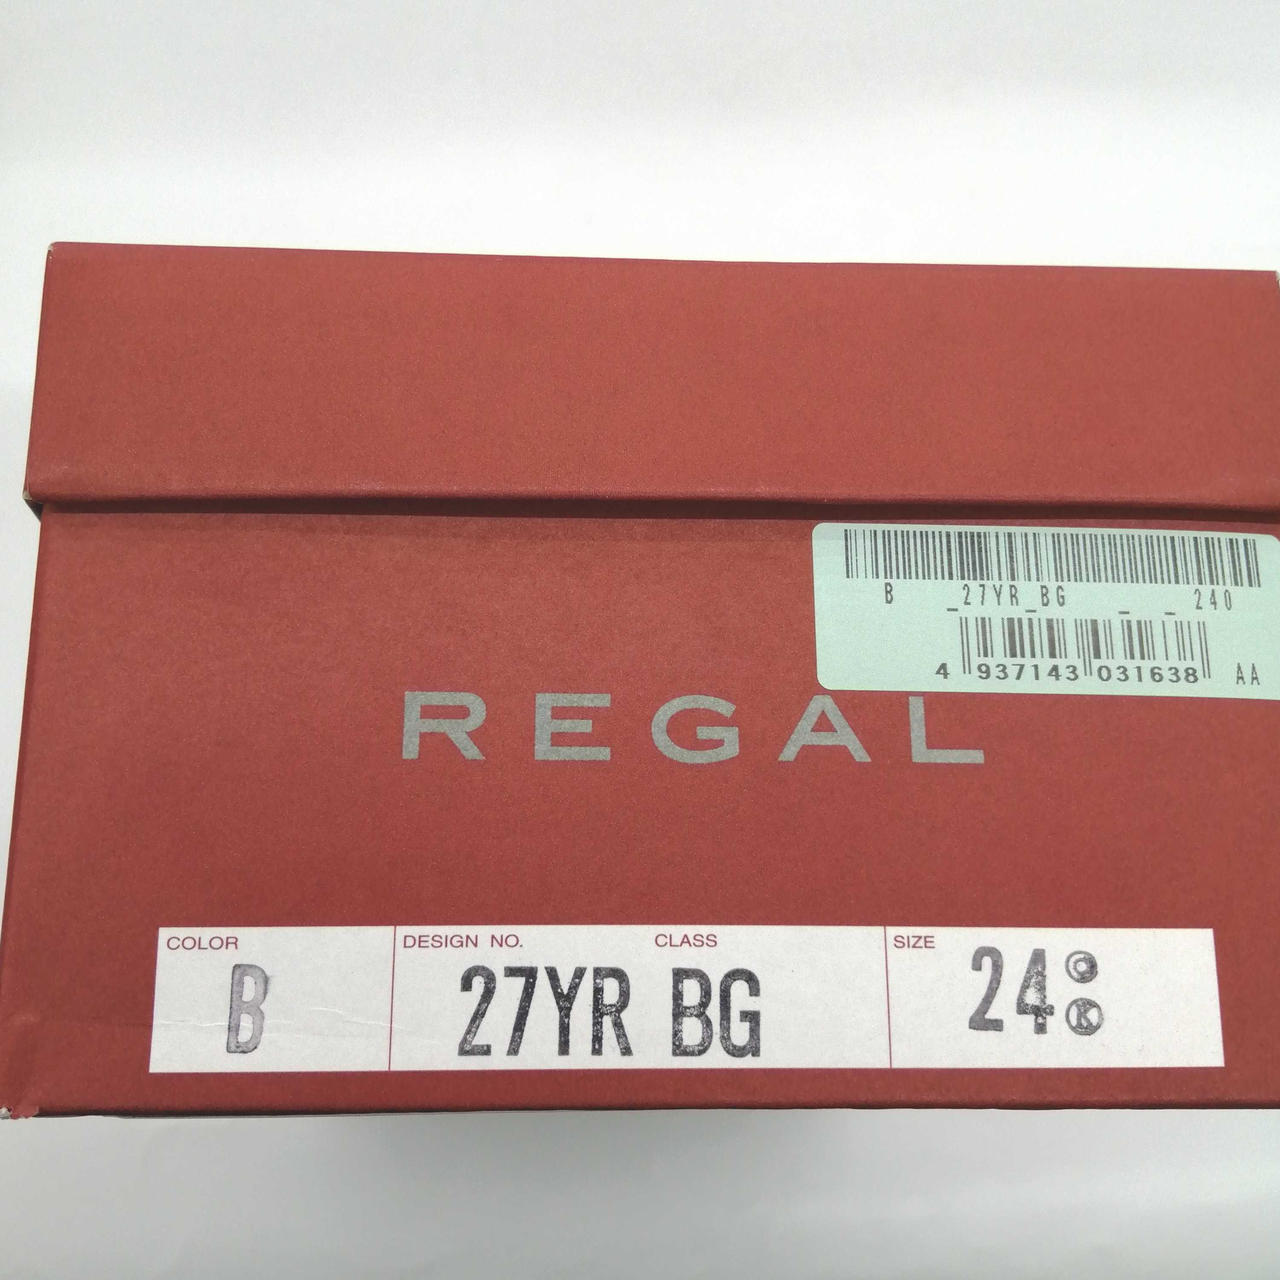 B _27YR_BG _ _ 240
4 937143 031638 AA
REGAL
COLOR DESIGN NO. CLASS SIZE
B 27YR BG 24 Ⓚ